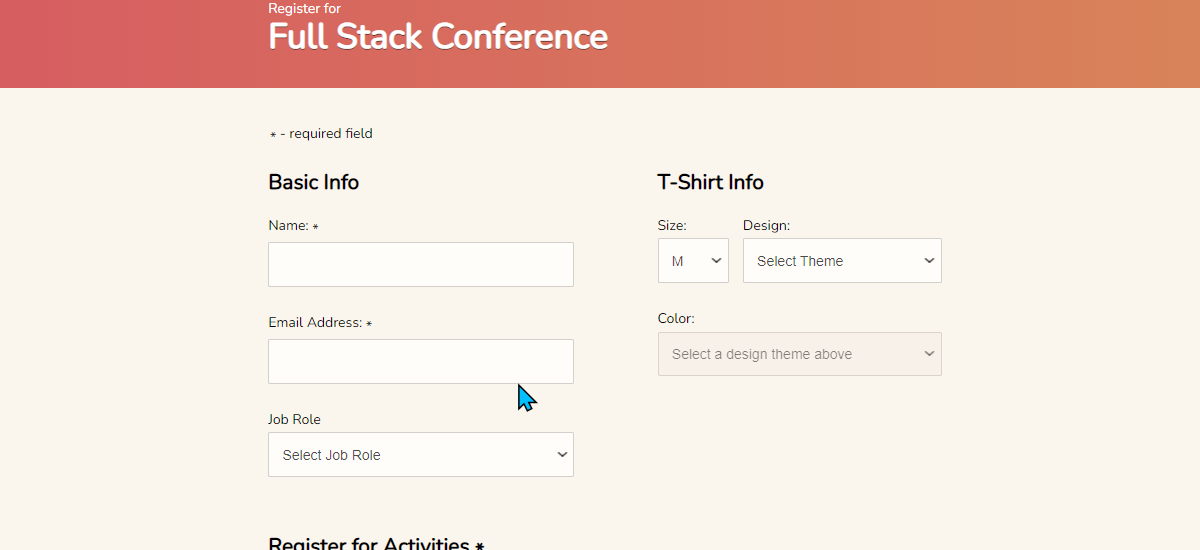 Register for
Full Stack Conference
* - required field
Basic Info
Name: *
Email Address: *
Job Role
Select Job Role
T-Shirt Info
Size:
M
Design:
Select Theme
Color:
Select a design theme above
Register for Activities *